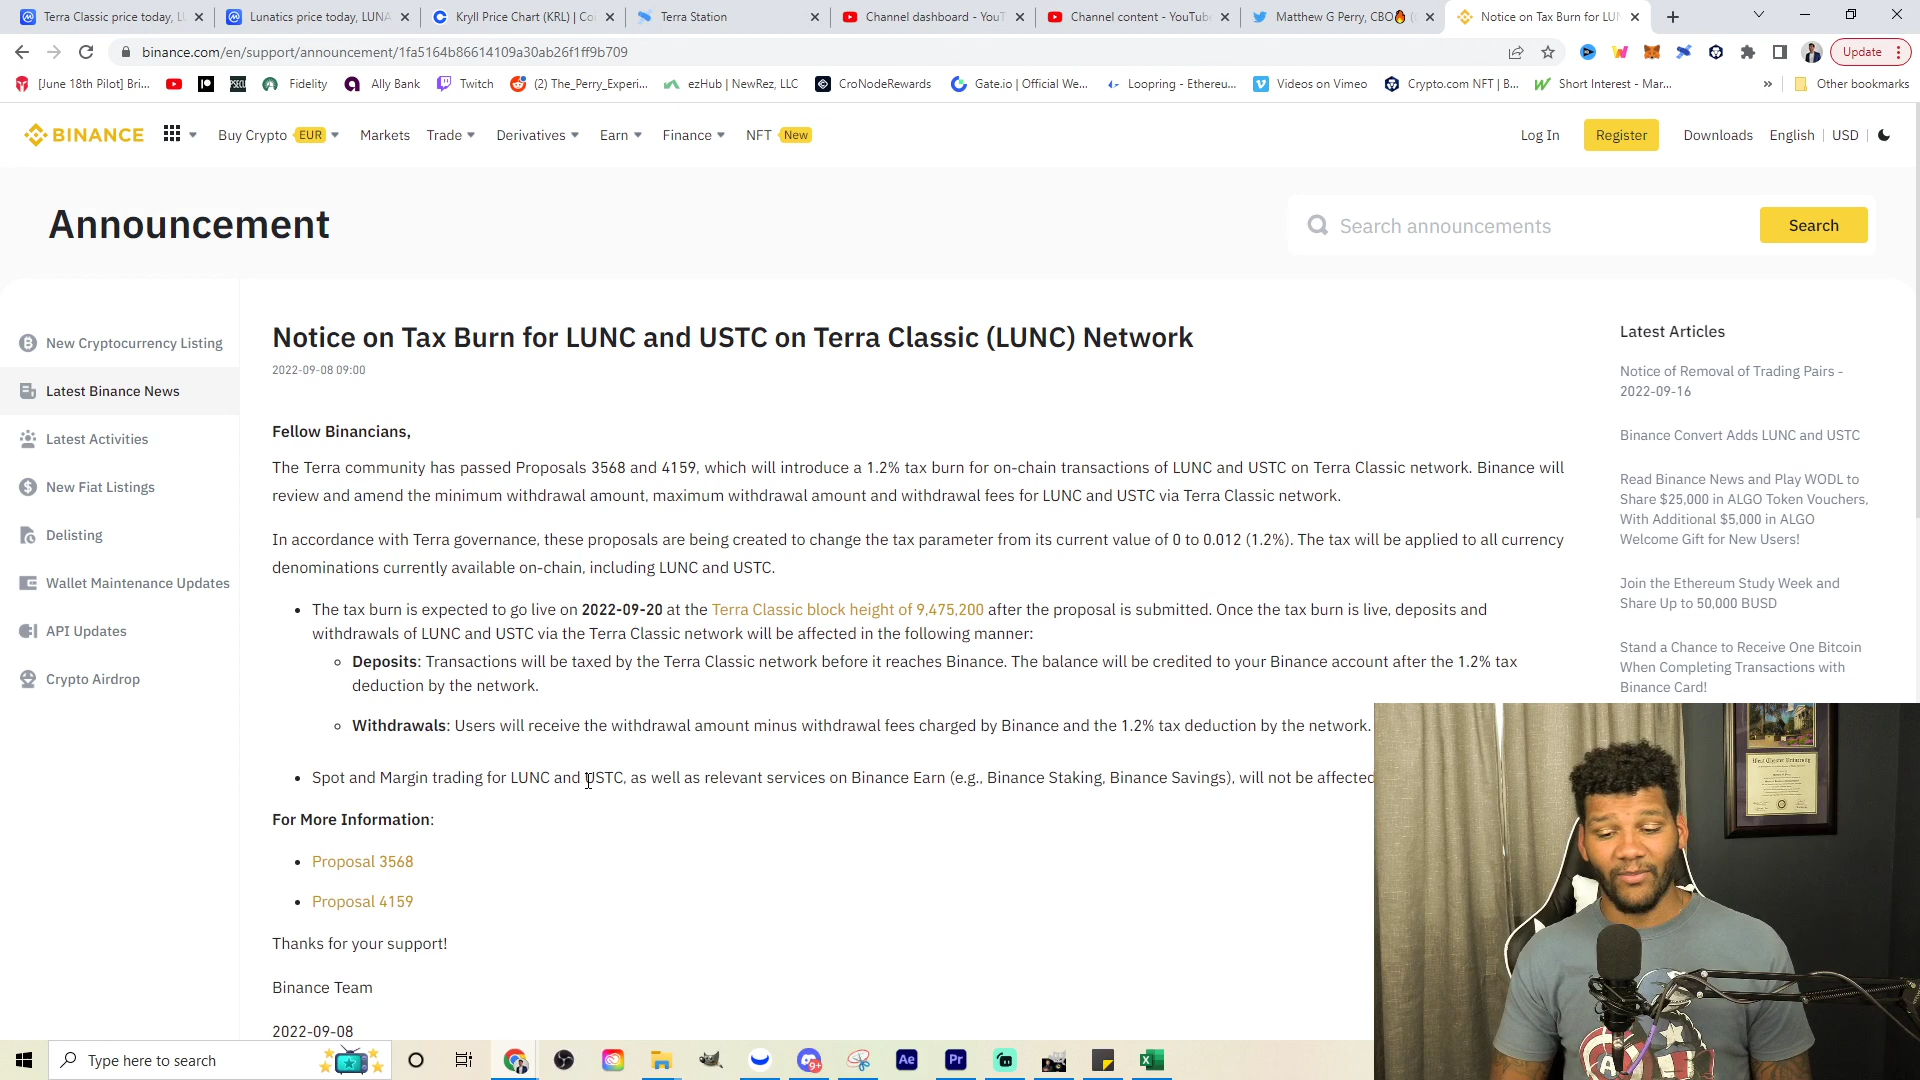 Terra Classic price today, LU
Lunatics price today, LUNA
Kryll Price Chart (KRL) | Co
Terra Station
Channel dashboard - YouT
Channel content - YouTube
Matthew G Perry, CBO
Notice on Tax Burn for LUN
binance.com/en/support/announcement/1fa5164b86614109a30ab26f1ff9b709
Update
[June 18th Pilot] Bri...
Fidelity
Ally Bank
Twitch
(2) The_Perry_Experi...
ezHub | NewRez, LLC
CroNodeRewards
Gate.io | Official We...
Loopring - Ethereu...
Videos on Vimeo
Crypto.com NFT | B...
Short Interest - Mar...
»
Other bookmarks
BINANCE
Buy Crypto EUR
Markets
Trade
Derivatives
Earn
Finance
NFT New
Log In
Register
Downloads
English
USD
Announcement
Search announcements
Search
New Cryptocurrency Listing
Latest Binance News
Latest Activities
New Fiat Listings
Delisting
Wallet Maintenance Updates
API Updates
Crypto Airdrop
Notice on Tax Burn for LUNC and USTC on Terra Classic (LUNC) Network
2022-09-08 09:00
Fellow Binancians,
The Terra community has passed Proposals 3568 and 4159, which will introduce a 1.2% tax burn for on-chain transactions of LUNC and USTC on Terra Classic network. Binance will
review and amend the minimum withdrawal amount, maximum withdrawal amount and withdrawal fees for LUNC and USTC via Terra Classic network.
In accordance with Terra governance, these proposals are being created to change the tax parameter from its current value of 0 to 0.012 (1.2%). The tax will be applied to all currency
denominations currently available on-chain, including LUNC and USTC.
• The tax burn is expected to go live on 2022-09-20 at the Terra Classic block height of 9,475,200 after the proposal is submitted. Once the tax burn is live, deposits and
withdrawals of LUNC and USTC via the Terra Classic network will be affected in the following manner:
Deposits: Transactions will be taxed by the Terra Classic network before it reaches Binance. The balance will be credited to your Binance account after the 1.2% tax
deduction by the network.
Withdrawals: Users will receive the withdrawal amount minus withdrawal fees charged by Binance and the 1.2% tax deduction by the network.
• Spot and Margin trading for LUNC and USTC, as well as relevant services on Binance Earn (e.g., Binance Staking, Binance Savings), will not be affected
For More Information:
• Proposal 3568
• Proposal 4159
Thanks for your support!
Binance Team
2022-09-08
Latest Articles
Notice of Removal of Trading Pairs -
2022-09-16
Binance Convert Adds LUNC and USTC
Read Binance News and Play WODL to
Share $25,000 in ALGO Token Vouchers,
With Additional $5,000 in ALGO
Welcome Gift for New Users!
Join the Ethereum Study Week and
Share Up to 50,000 BUSD
Stand a Chance to Receive One Bitcoin
When Completing Transactions with
Binance Card!
West Chester University
Type here to search
Ae
Pr